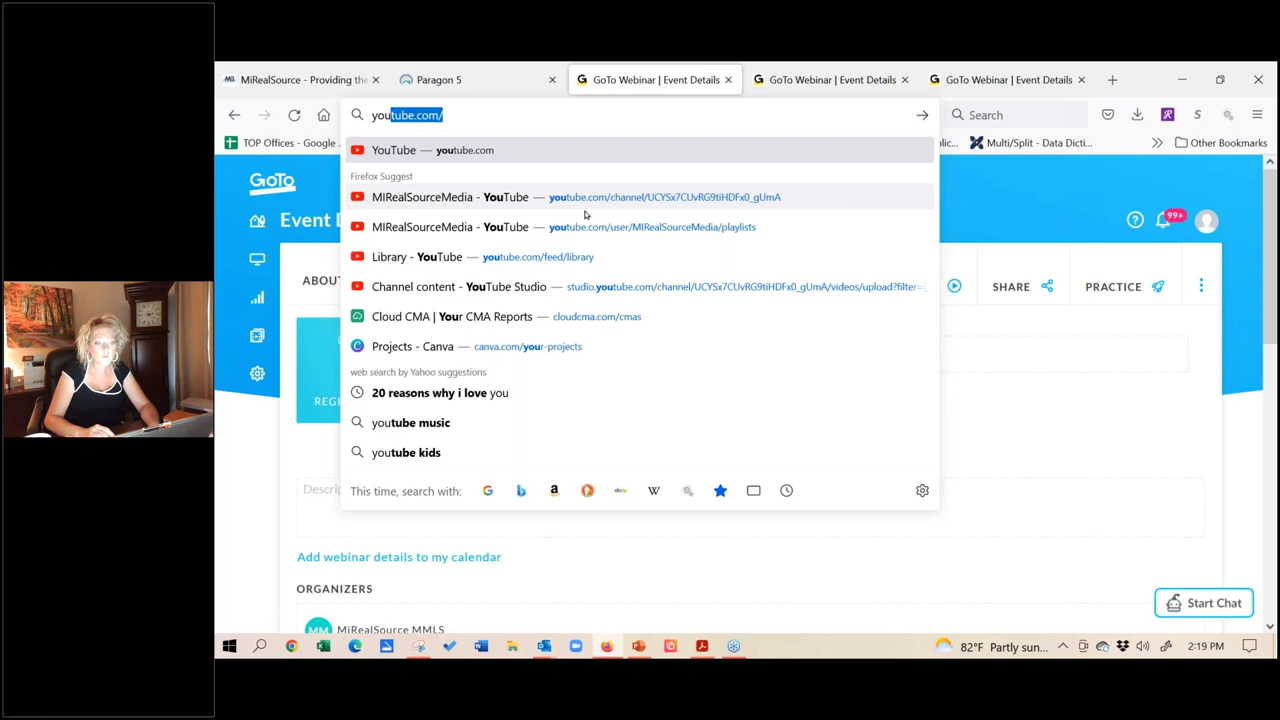 MiRealSource - Providing the
Paragon 5
GoTo Webinar | Event Details
GoTo Webinar | Event Details
GoTo Webinar | Event Details
youtube.com/
Search
TOP Offices - Google
Multi/Split - Data Dicti...
Other Bookmarks
YouTube — youtube.com
Firefox Suggest
MIRealSourceMedia - YouTube — youtube.com/channel/UCYSx7CUvRG9tiHDFx0_gUmA
MIRealSourceMedia - YouTube — youtube.com/user/MIRealSourceMedia/playlists
Library - YouTube — youtube.com/feed/library
Channel content - YouTube Studio — studio.youtube.com/channel/UCYSx7CUvRG9tiHDFx0_gUmA/videos/upload?filter=
Cloud CMA | Your CMA Reports — cloudcma.com/cmas
Projects - Canva — canva.com/your-projects
web search by Yahoo suggestions
20 reasons why i love you
youtube music
youtube kids
This time, search with:
GoTo
Event D
99+
ABOU
SHARE
PRACTICE
REGI
Descri
Add webinar details to my calendar
ORGANIZERS
MM
MiRealSource MMLS
Start Chat
82°F Partly sun...
2:19 PM